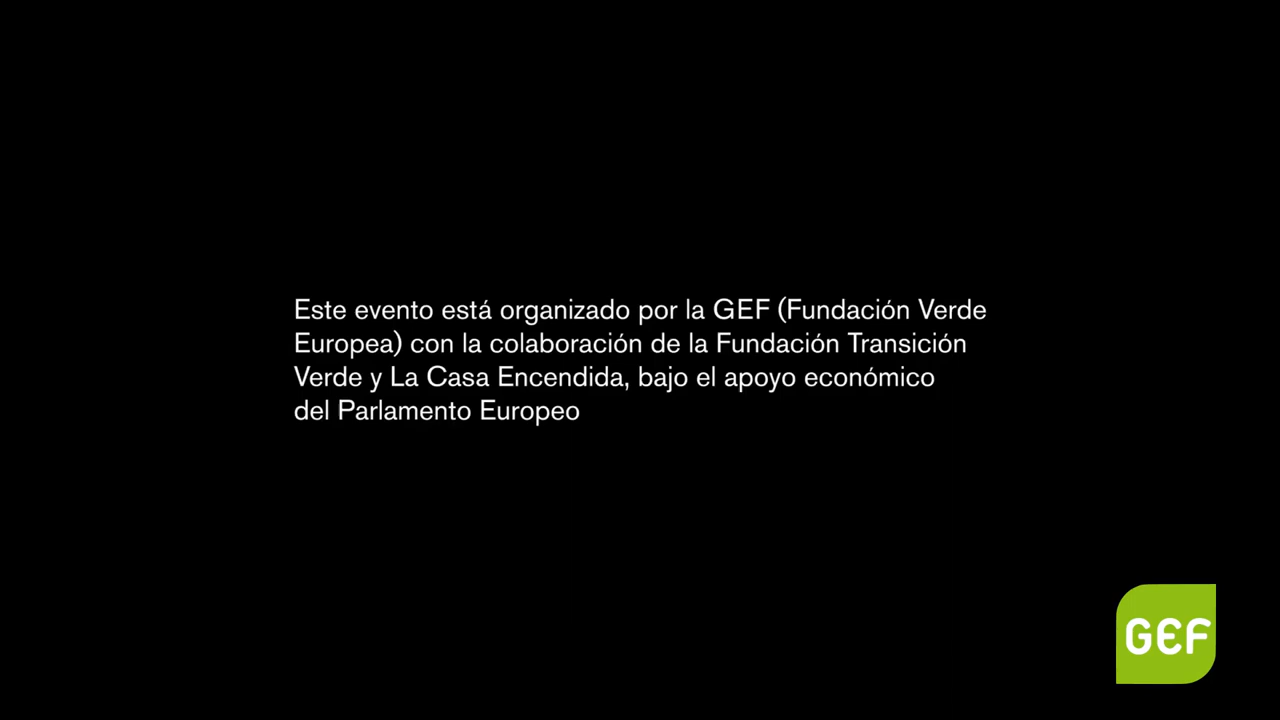 Este evento está organizado por la GEF (Fundación Verde
Europea) con la colaboración de la Fundación Transición
Verde y La Casa Encendida, bajo el apoyo económico
del Parlamento Europeo
GEF